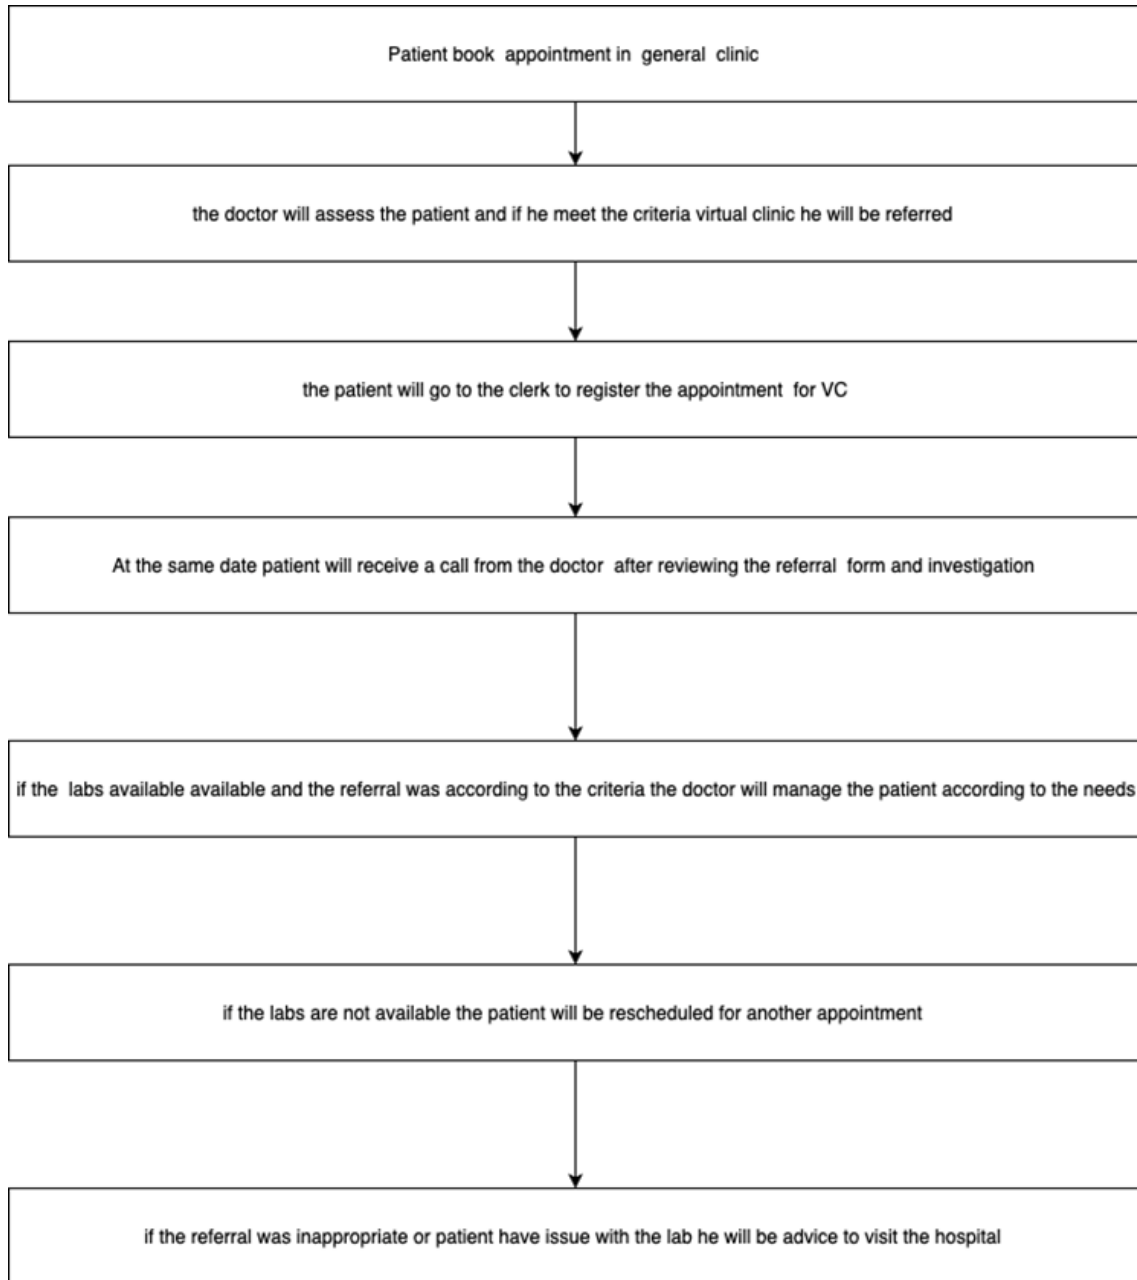 Patient book appointment in general clinic
the doctor will assess the patient and if he meet the criteria virtual clinic he will be referred
the patient will go to the clerk to register the appointment for VC
At the same date patient will receive a call from the doctor after reviewing the referral form and investigation
if the labs available available and the referral was according to the criteria the doctor will manage the patient according to the needs
if the labs are not available the patient will be rescheduled for another appointment
if the referral was inappropriate or patient have issue with the lab he will be advice to visit the hospital